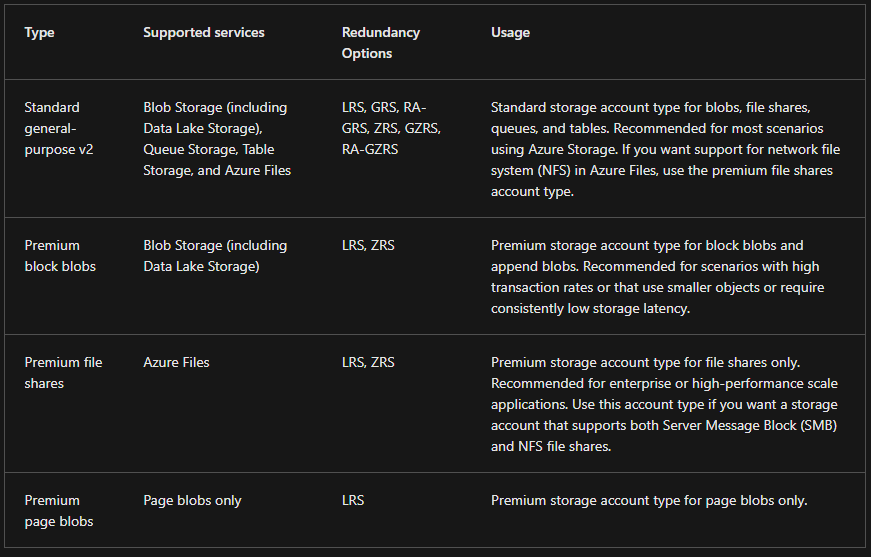 Type
Supported services
Redundancy
Options
Usage
Standard
general-
purpose v2
Blob Storage (including
Data Lake Storage),
Queue Storage, Table
Storage, and Azure Files
LRS, GRS, RA-
GRS, ZRS, GZRS,
RA-GZRS
Standard storage account type for blobs, file shares,
queues, and tables. Recommended for most scenarios
using Azure Storage. If you want support for network file
system (NFS) in Azure Files, use the premium file shares
account type.
Premium
block blobs
Blob Storage (including
Data Lake Storage)
LRS, ZRS
Premium storage account type for block blobs and
append blobs. Recommended for scenarios with high
transaction rates or that use smaller objects or require
consistently low storage latency.
Premium file
shares
Azure Files
LRS, ZRS
Premium storage account type for file shares only.
Recommended for enterprise or high-performance scale
applications. Use this account type if you want a storage
account that supports both Server Message Block (SMB)
and NFS file shares.
Premium
page blobs
Page blobs only
LRS
Premium storage account type for page blobs only.